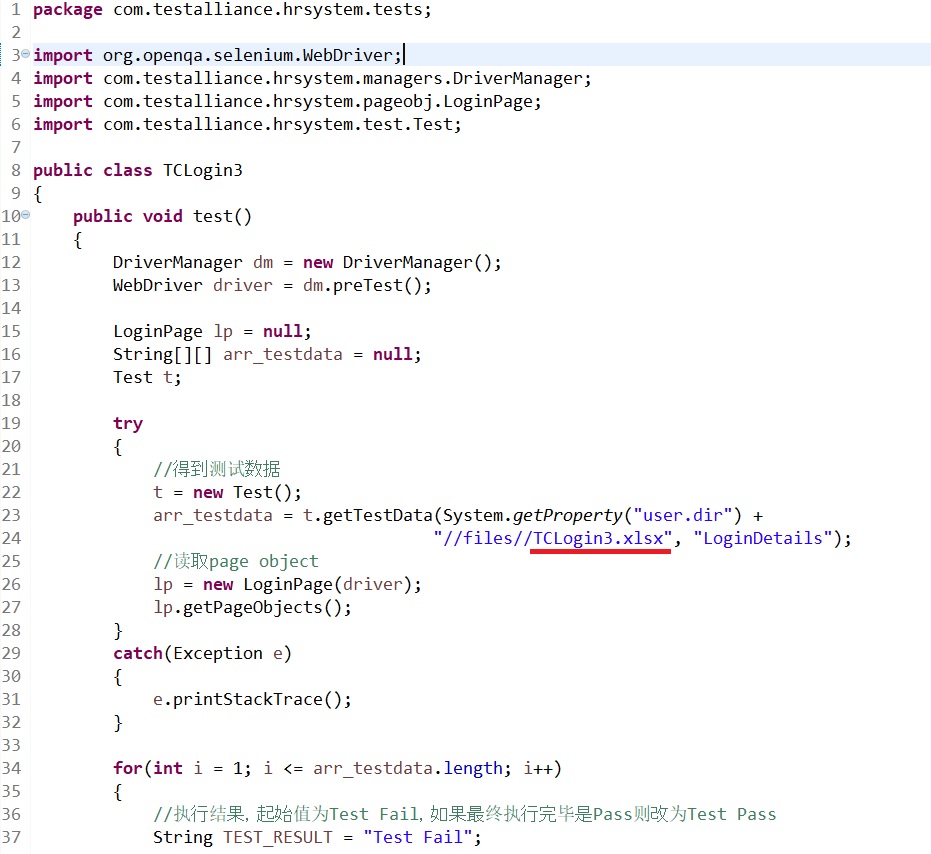 1 package com.testalliance.hrsystem.tests;
2
3 import org.openqa.selenium.WebDriver;
4 import com.testalliance.hrsystem.managers.DriverManager;
5 import com.testalliance.hrsystem.pageobj.LoginPage;
6 import com.testalliance.hrsystem.test.Test;
7
8 public class TCLogin3
9 {
10 public void test()
11 {
12 DriverManager dm = new DriverManager();
13 WebDriver driver = dm.preTest();
14
15 LoginPage lp = null;
16 String[][] arr_testdata = null;
17 Test t;
18
19 try
20 {
21 //得到测试数据
22 t = new Test();
23 arr_testdata = t.getTestData(System.getProperty("user.dir") +
24 "//files//TCLogin3.xlsx", "LoginDetails");
25 //读取page object
26 lp = new LoginPage(driver);
27 lp.getPageObjects();
28 }
29 catch(Exception e)
30 {
31 e.printStackTrace();
32 }
33
34 for(int i = 1; i <= arr_testdata.length; i++)
35 {
36 //执行结果, 起始值为Test Fail, 如果最终执行完毕是Pass则改为Test Pass
37 String TEST_RESULT = "Test Fail";